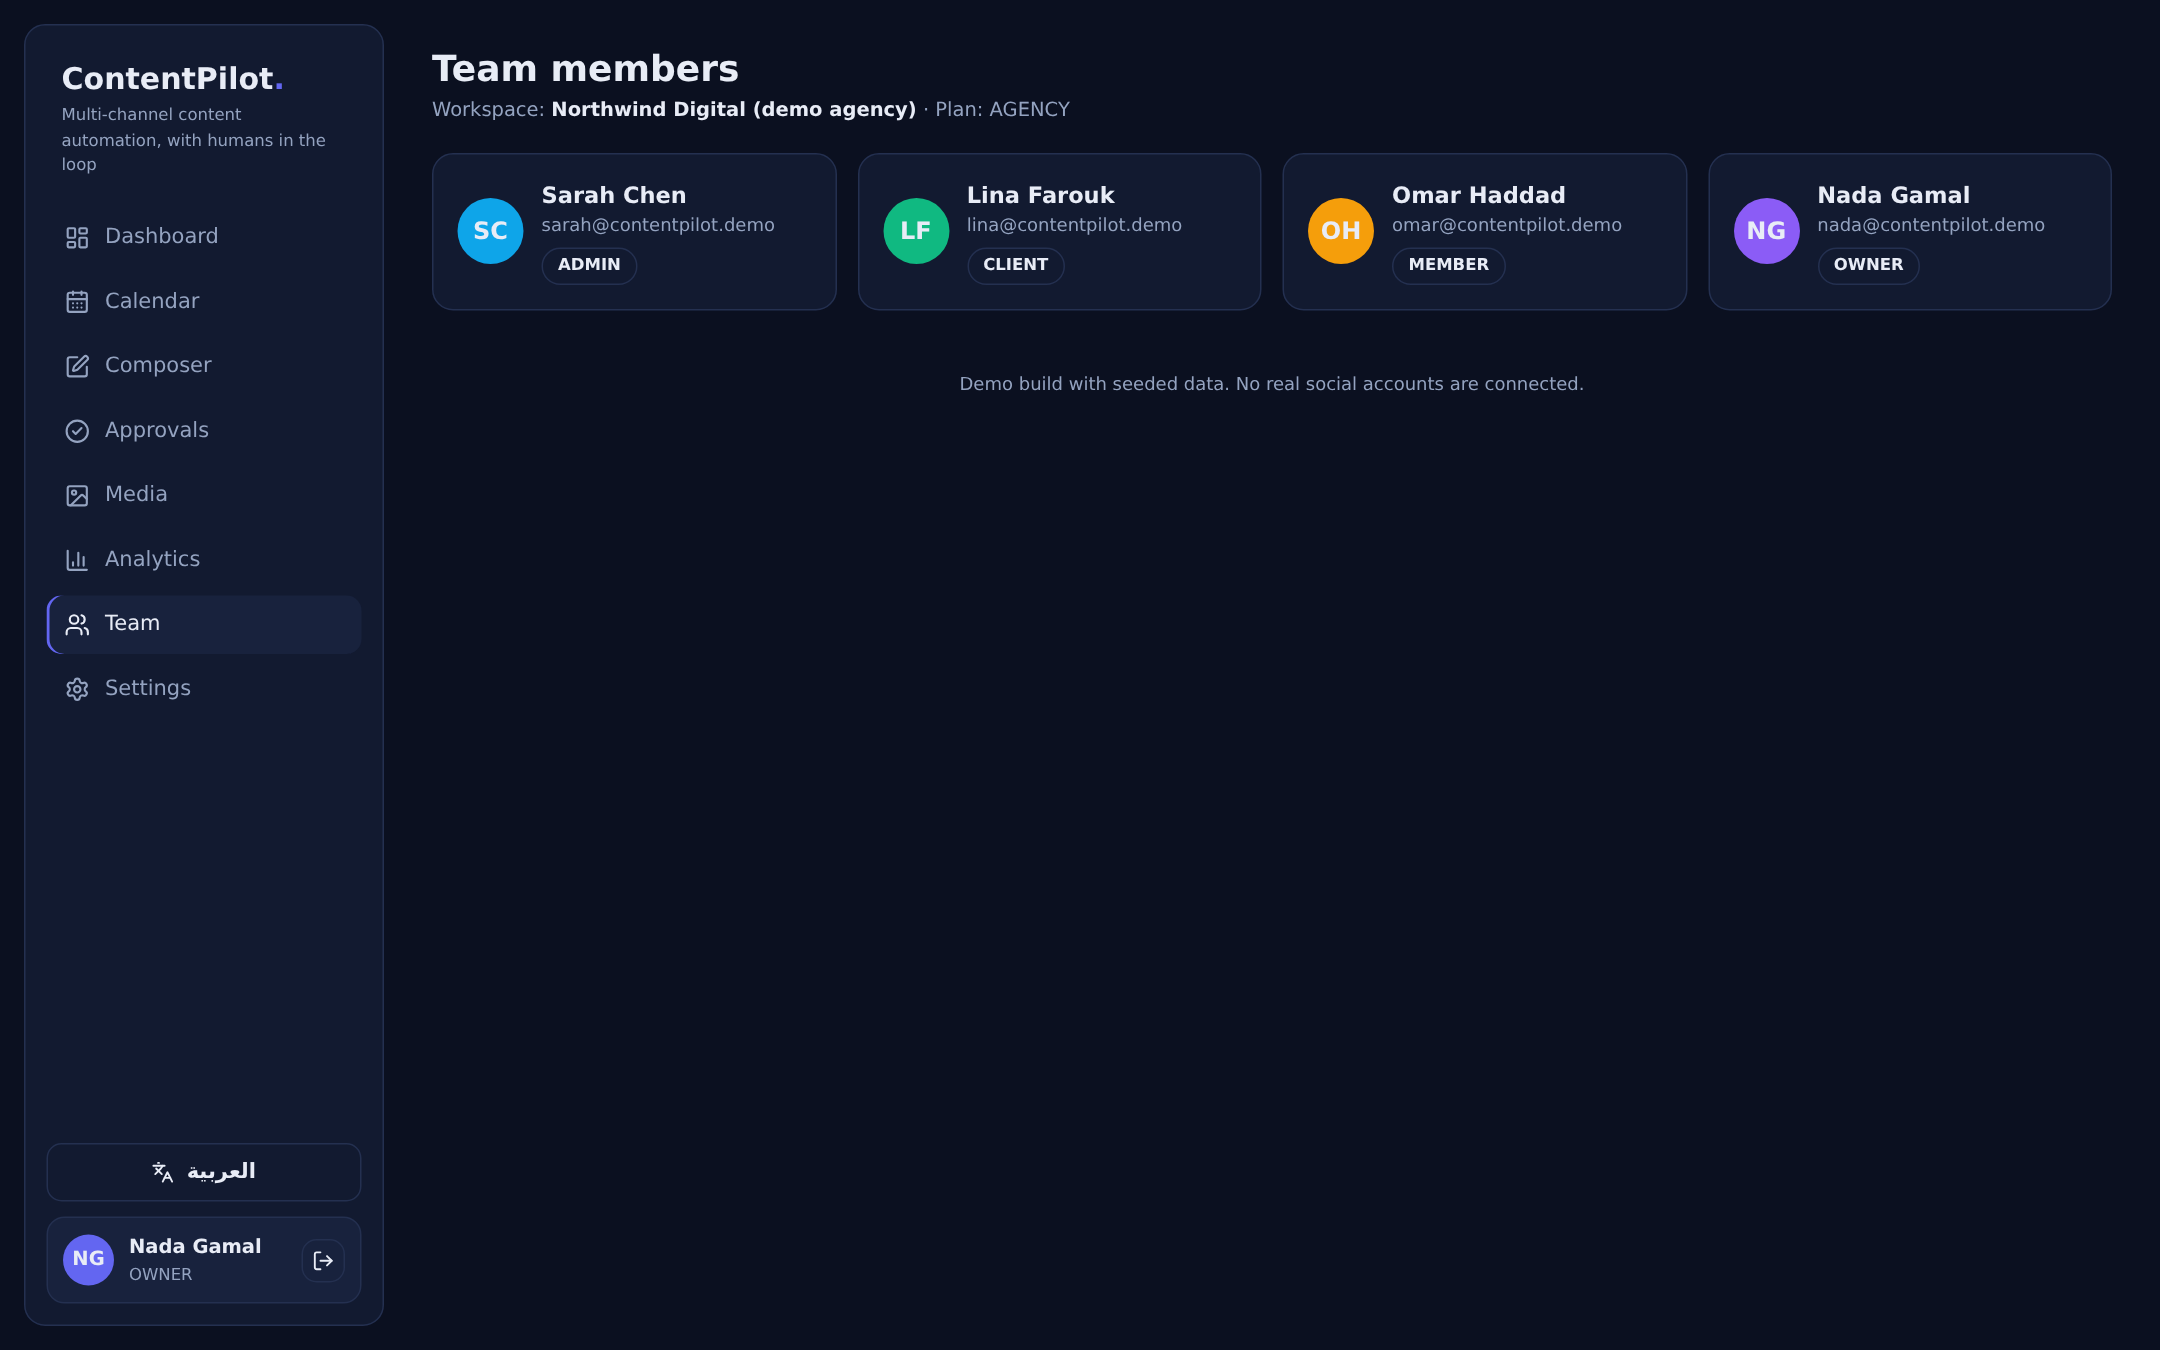 ContentPilot.
Multi-channel content
automation, with humans in the
loop
Dashboard
Calendar
Composer
Approvals
Media
Analytics
Team
Settings
العربية
NG
Nada Gamal
OWNER
Team members
Workspace: Northwind Digital (demo agency) · Plan: AGENCY
SC
Sarah Chen
sarah@contentpilot.demo
ADMIN
LF
Lina Farouk
lina@contentpilot.demo
CLIENT
OH
Omar Haddad
omar@contentpilot.demo
MEMBER
NG
Nada Gamal
nada@contentpilot.demo
OWNER
Demo build with seeded data. No real social accounts are connected.